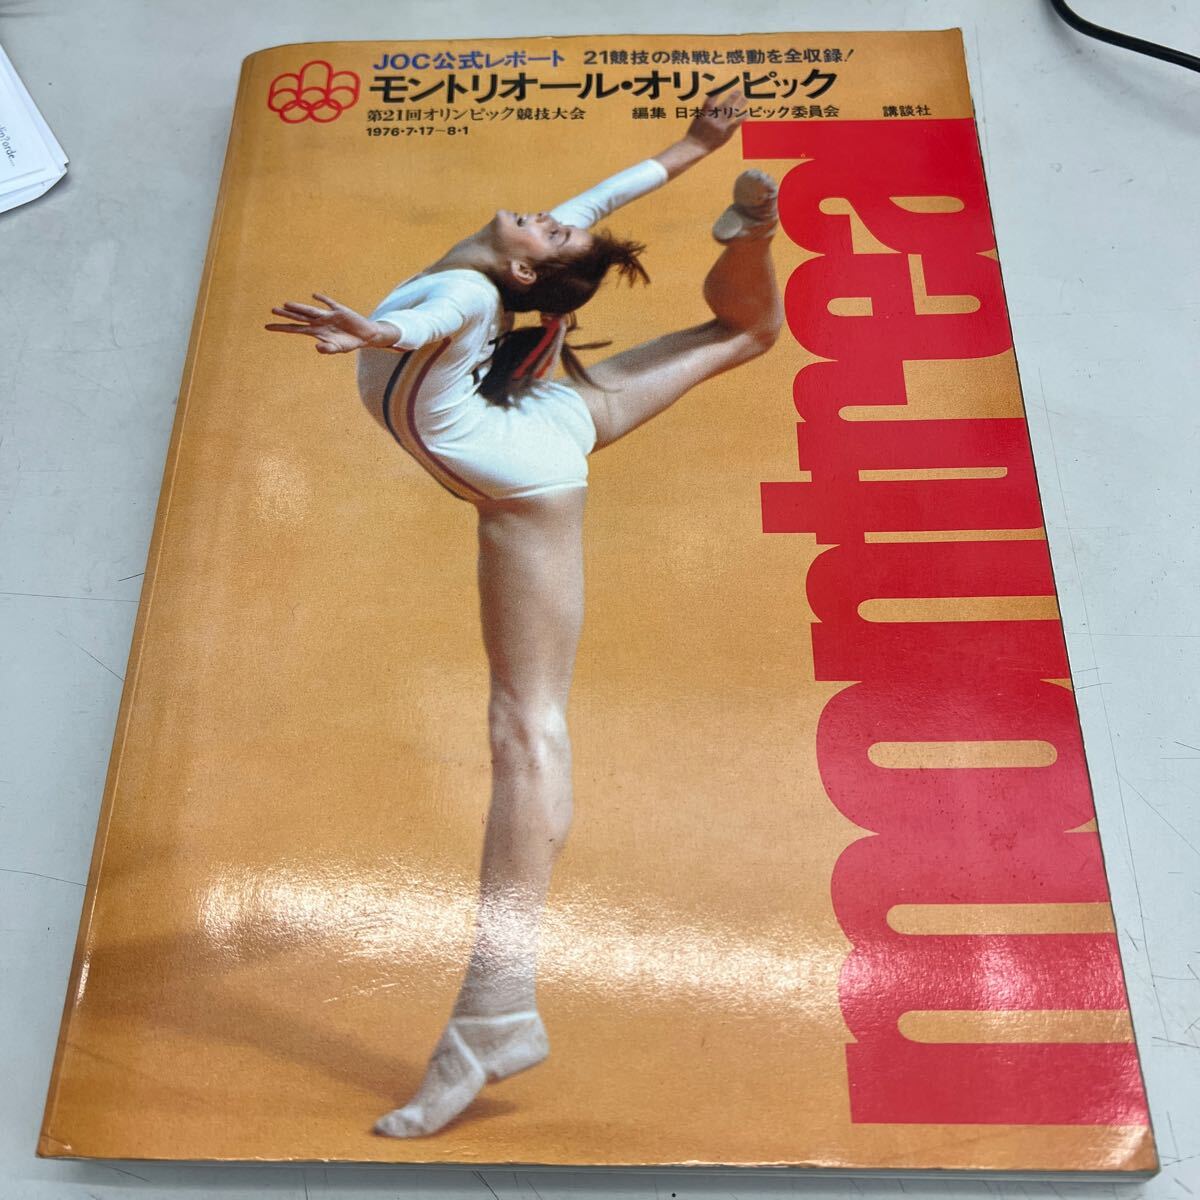 JOC公式レポート 21競技の熱戦と感動を全収録!
モントリオール・オリンピック
第21回オリンピック競技大会 編集 日本オリンピック委員会 講談社
1976・7・17〜8・1
montréal